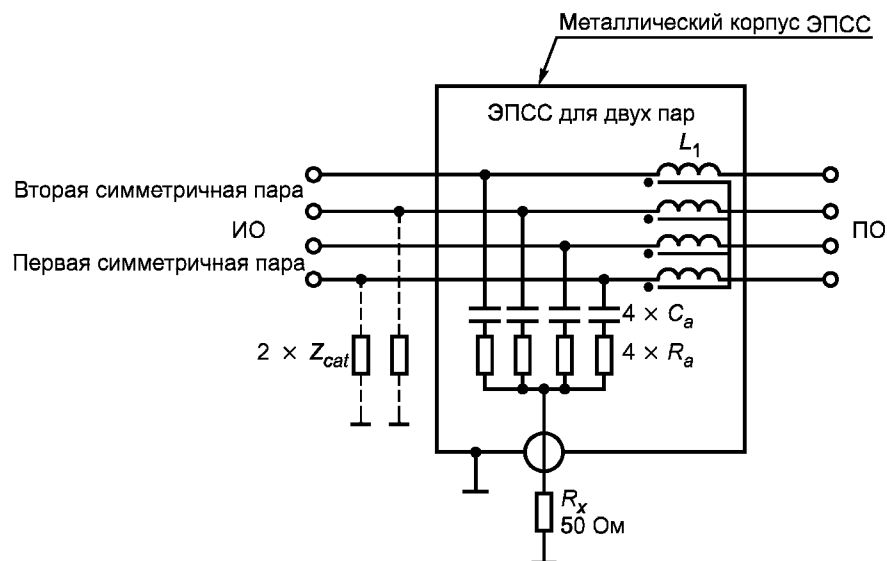 Металлический корпус ЭПСС
ЭПСС для двух пар
L1
Вторая симметричная пара
ИО
ПО
Первая симметричная пара
4 × Ca
2 × Zcat
4 × Ra
Rx
50 Ом